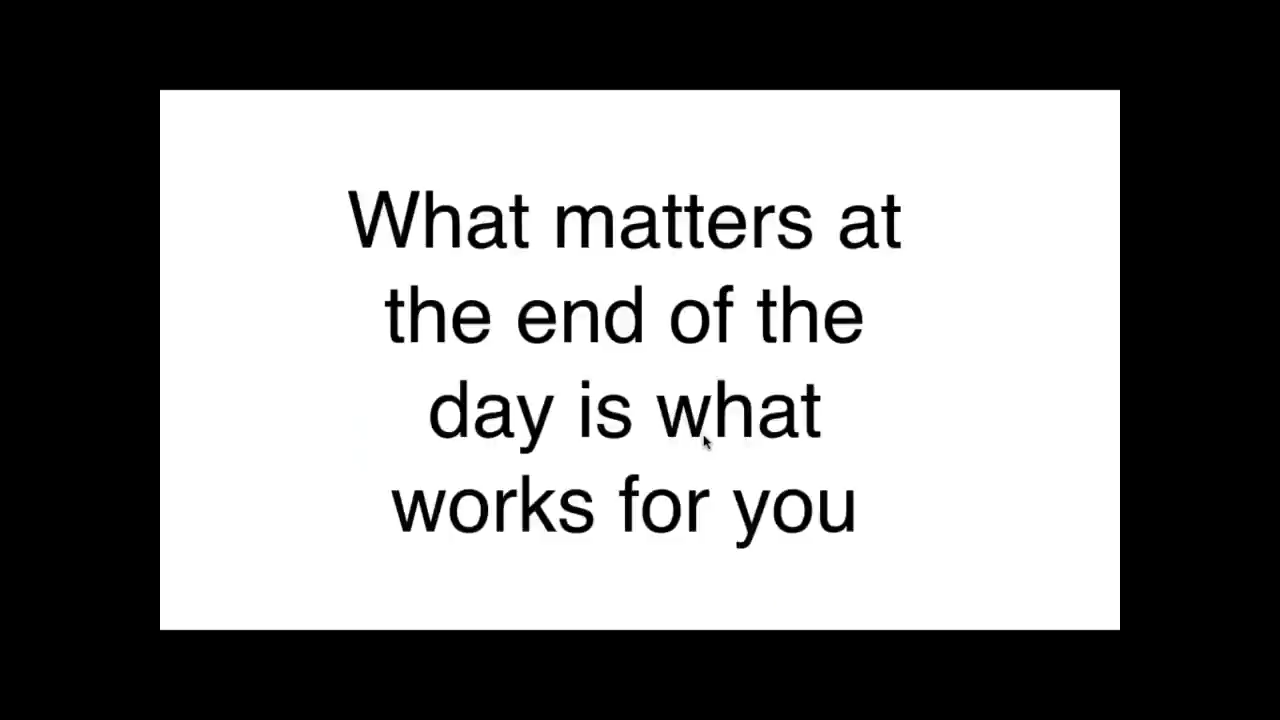 What matters at
the end of the
day is what
works for you